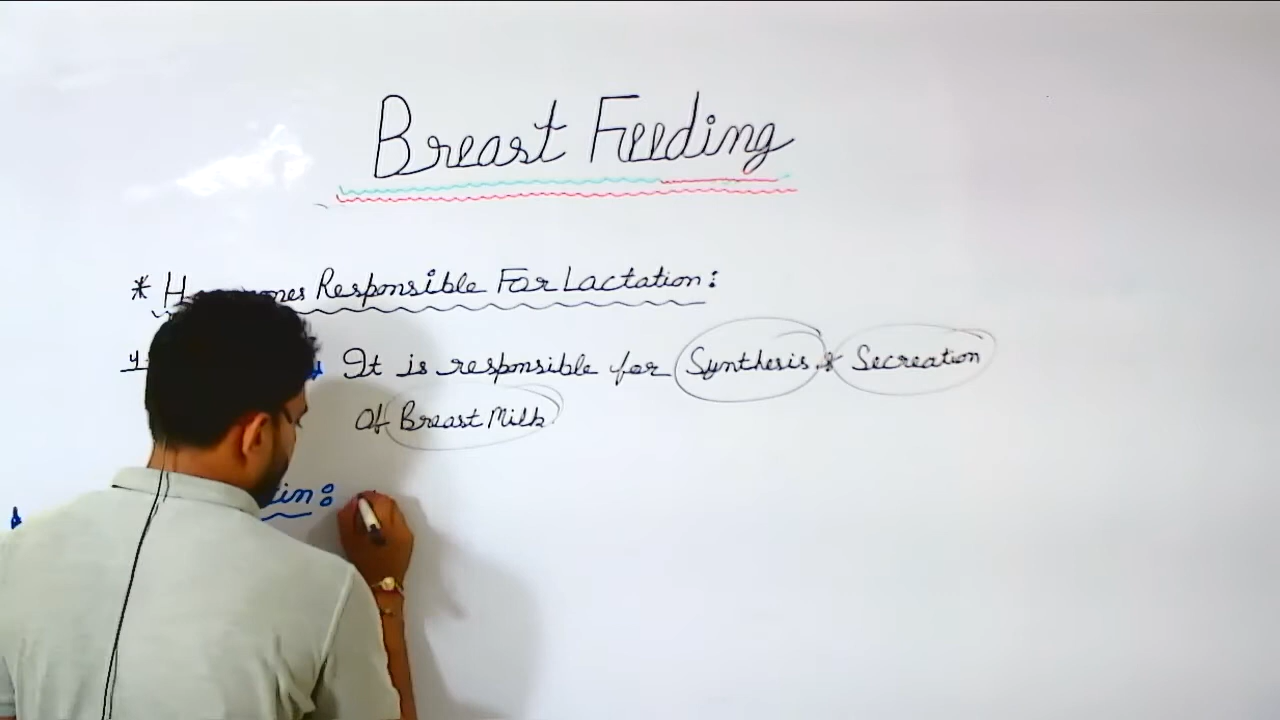 Breast Feeding
* Responsible For Lactation:
It is responsible for Synthesis & Secreation
Of Breast Milk